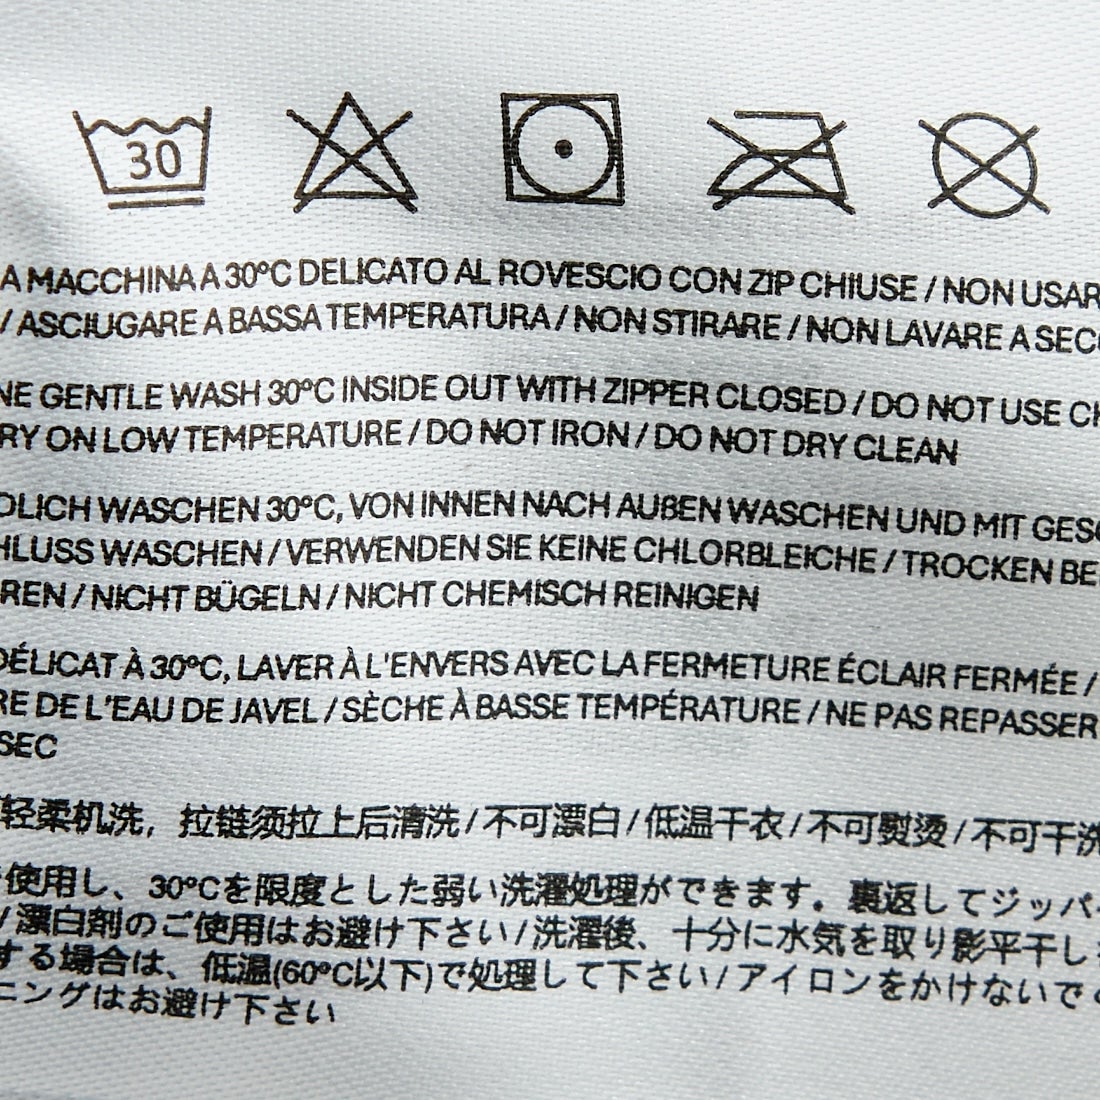 30
A MACCHINA A 30°C DELICATO AL ROVESCIO CON ZIP CHIUSE / NON USAR
/ ASCIUGARE A BASSA TEMPERATURA / NON STIRARE / NON LAVARE A SECC
NE GENTLE WASH 30°C INSIDE OUT WITH ZIPPER CLOSED / DO NOT USE CH
RY ON LOW TEMPERATURE / DO NOT IRON / DO NOT DRY CLEAN
DLICH WASCHEN 30°C, VON INNEN NACH AUßEN WASCHEN UND MIT GESC
HLUSS WASCHEN / VERWENDEN SIE KEINE CHLORBLEICHE / TROCKEN BE
REN / NICHT BÜGELN / NICHT CHEMISCH REINIGEN
DÉLICAT À 30°C, LAVER À L'ENVERS AVEC LA FERMETURE ÉCLAIR FERMÉE /
RE DE L'EAU DE JAVEL / SÈCHE À BASSE TEMPÉRATURE / NE PAS REPASSER
SEC
轻柔机洗，拉链须拉上后清洗 / 不可漂白 / 低温干衣 / 不可熨烫 / 不可干洗
使用し、30°Cを限度とした弱い洗濯処理ができます。裏返してジッパ
/ 漂白剤のご使用はお避け下さい / 洗濯後、十分に水気を取り影平干し
する場合は、低温(60°C以下)で処理して下さい / アイロンをかけないで
ニングはお避け下さい